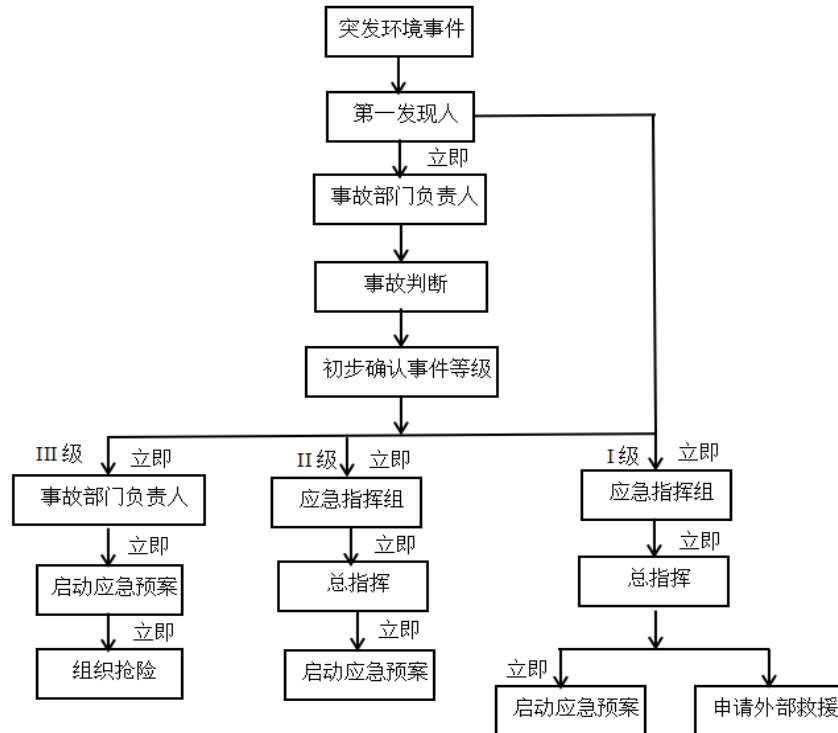 突发环境事件
第一发现人
立即
事故部门负责人
事故判断
初步确认事件等级
III级 立即 II级 立即 I级 立即
事故部门负责人 应急指挥组 应急指挥组
立即 立即 立即
启动应急预案 总指挥 总指挥
立即 立即
组织抢险 启动应急预案
立即
启动应急预案 申请外部救援